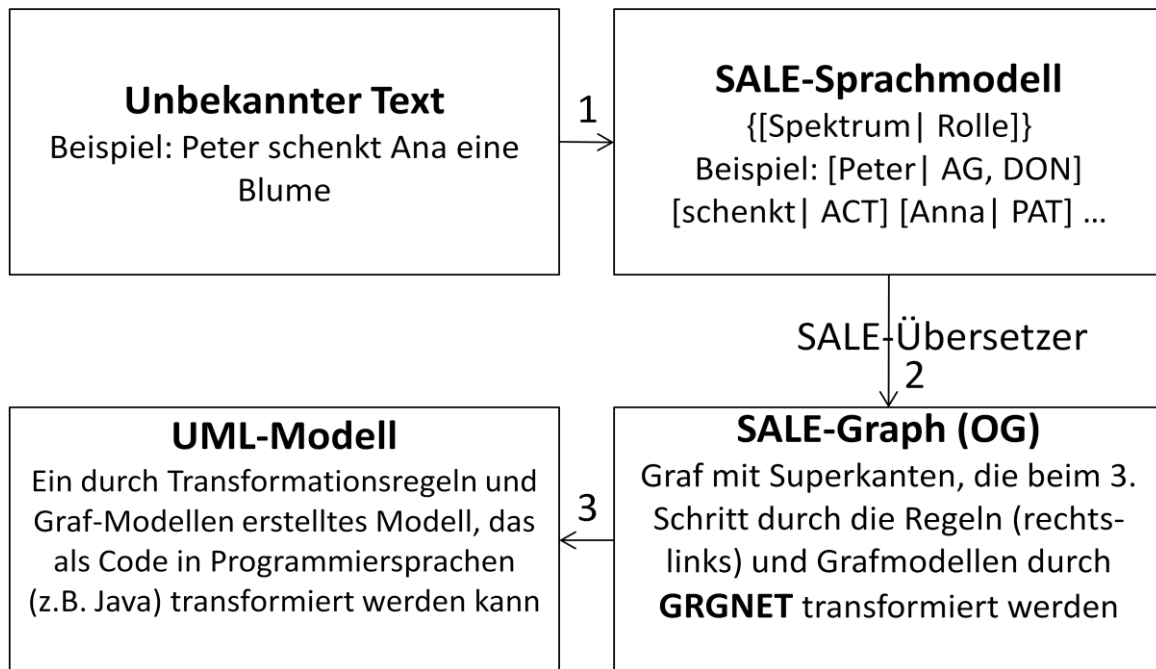 Unbekannter Text
Beispiel: Peter schenkt Ana eine
Blume
1
SALE-Sprachmodell
{[Spektrum| Rolle]}
Beispiel: [Peter| AG, DON]
[schenkt| ACT] [Anna| PAT] ...
SALE-Übersetzer
2
SALE-Graph (OG)
Graf mit Superkanten, die beim 3.
Schritt durch die Regeln (rechts-
links) und Grafmodellen durch
GRGNET transformiert werden
3
UML-Modell
Ein durch Transformationsregeln und
Graf-Modellen erstelltes Modell, das
als Code in Programmiersprachen
(z.B. Java) transformiert werden kann